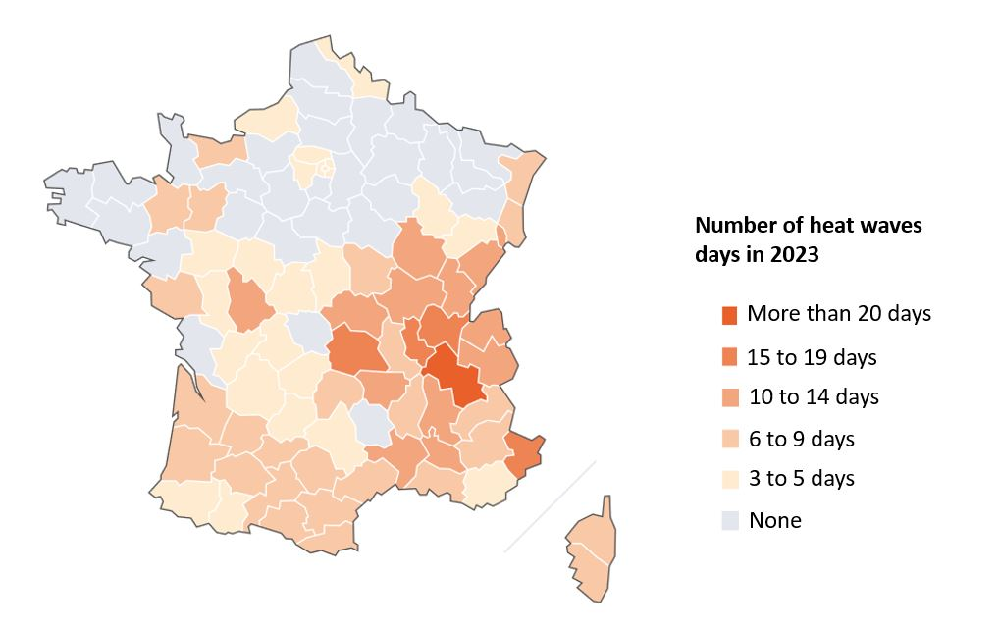 Number of heat waves
days in 2023
More than 20 days
15 to 19 days
10 to 14 days
6 to 9 days
3 to 5 days
None